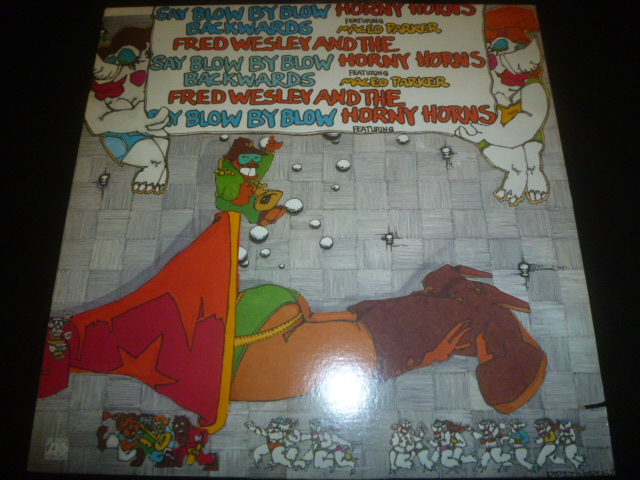 SAY BLOW BY BLOW HORNY HORNS
FEATURING
BACKWARDS MACEO PARKER
FRED WESLEY AND THE
SAY BLOW BY BLOW HORNY HORNS
FEATURING
BACKWARDS MACEO PARKER
FRED WESLEY AND THE
AY BLOW BY BLOW HORNY HORNS
FEATURING